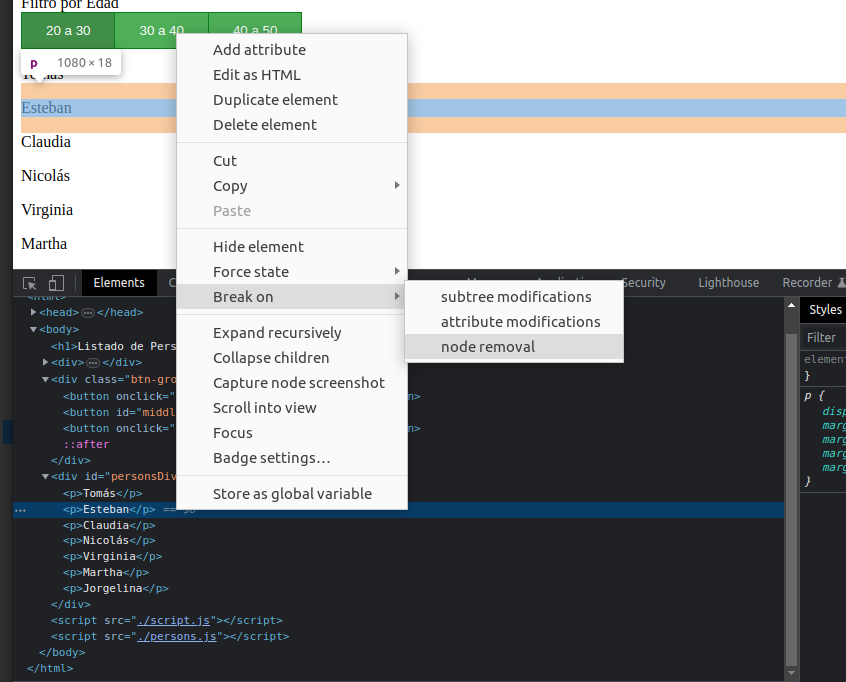 Filtro por Edad
20 a 30
30 a 40
40 a 50
p 1080 × 18
Tomás
Esteban
Claudia
Nicolás
Virginia
Martha
Add attribute
Edit as HTML
Duplicate element
Delete element
Cut
Copy
Paste
Hide element
Force state
Break on
Expand recursively
Collapse children
Capture node screenshot
Scroll into view
Focus
Badge settings…
Store as global variable
subtree modifications
attribute modifications
node removal
Elements
C
Security
Lighthouse
Recorder
Styles
Filter
<html>
<head>…</head>
<body>
<h1>Listado de Pers
<div>…</div>
<div class="btn-gro
<button onclick=" n>
<button id="middl
<button onclick=" n>
::after
</div>
<div id="personsDiv
<p>Tomás</p>
… <p>Esteban</p> == $0
<p>Claudia</p>
<p>Nicolás</p>
<p>Virginia</p>
<p>Martha</p>
<p>Jorgelina</p>
</div>
<script src="./script.js"></script>
<script src="./persons.js"></script>
</body>
</html>
element
}
p {
disp
marg
marg
marg
marg
}